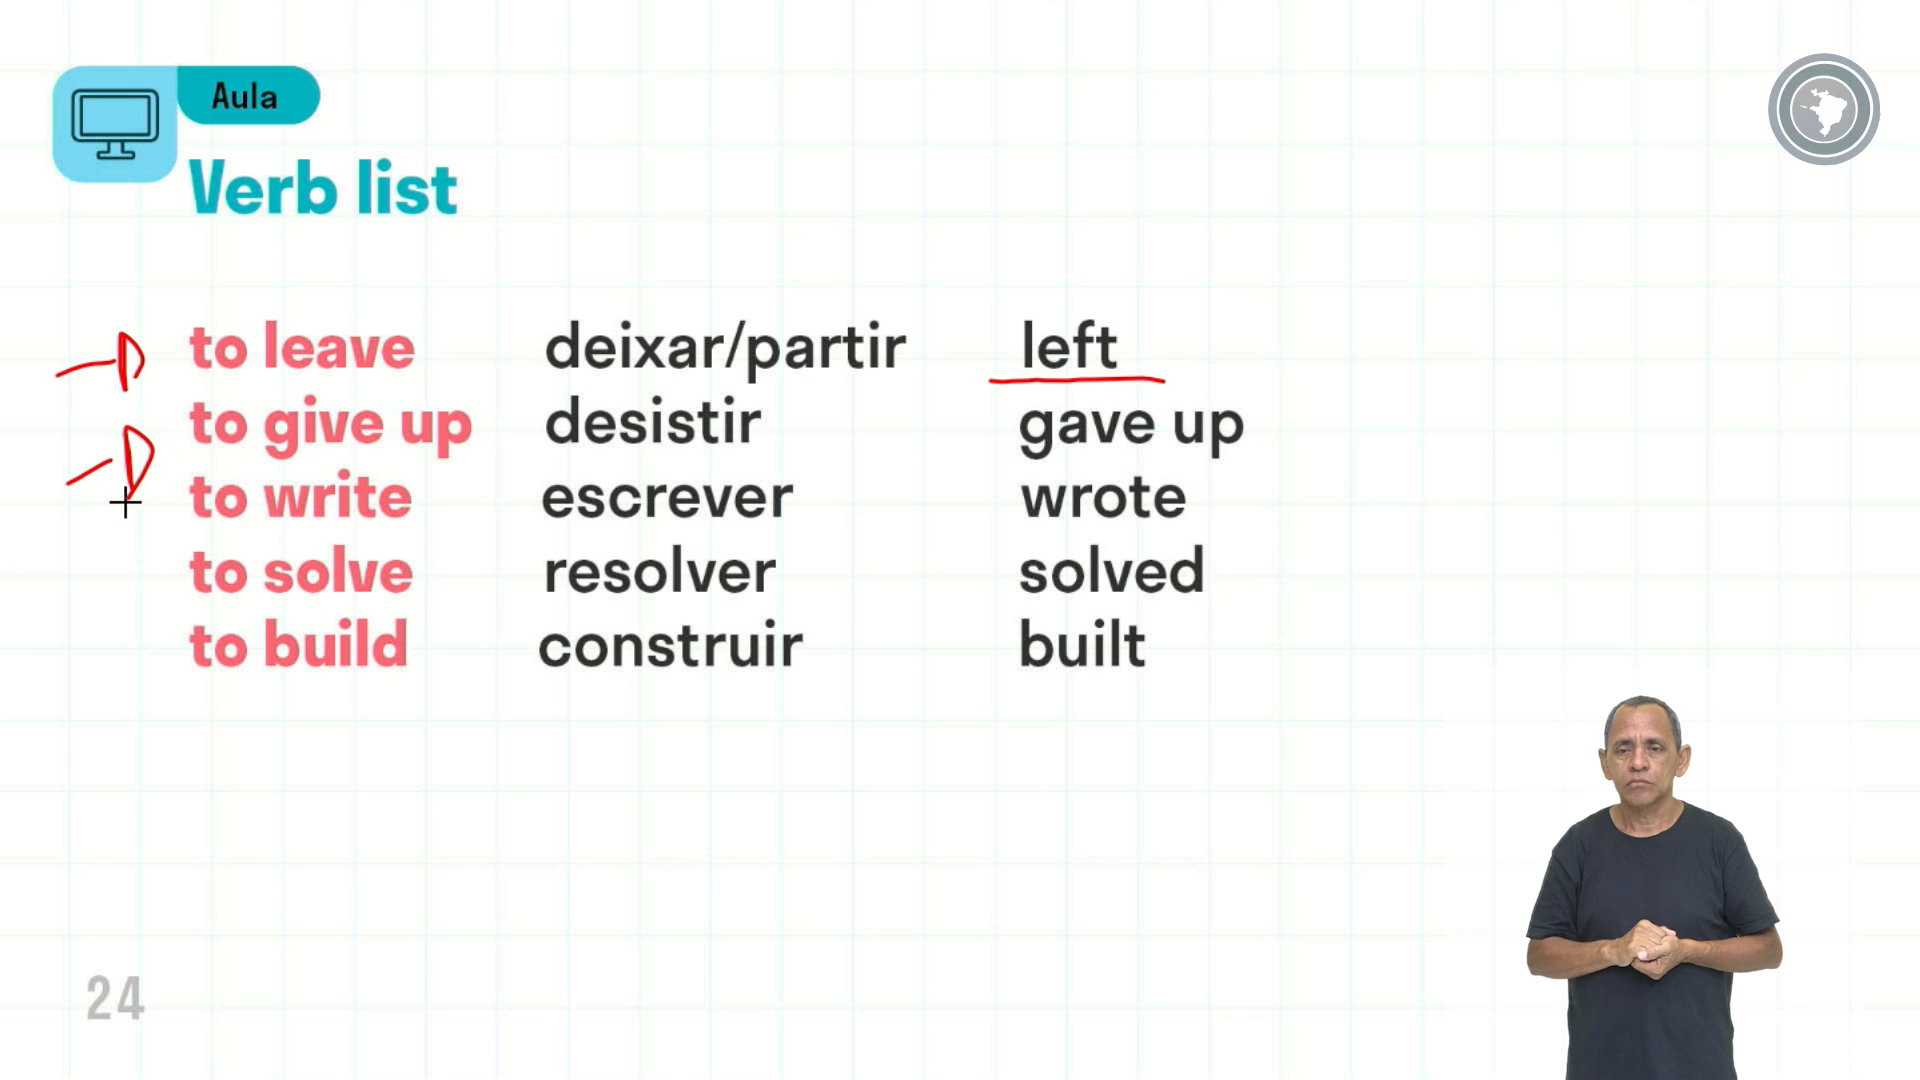 Aula
Verb list
to leave deixar/partir left
to give up desistir gave up
to write escrever wrote
to solve resolver solved
to build construir built
24